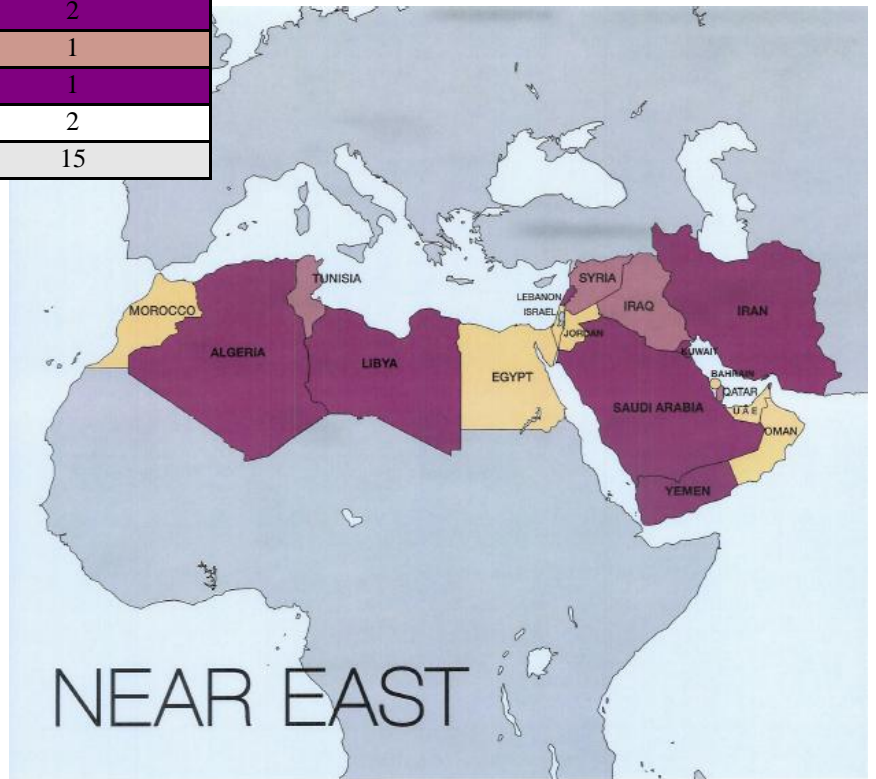 2
1
1
2
15
TUNISIA
SYRIA
LEBANON
ISRAEL
IRAQ
MOROCCO
IRAN
JORDAN
ALGERIA
LIBYA
KUWAIT
EGYPT
BAHRAIN
QATAR
SAUDI ARABIA
UAE
OMAN
YEMEN
NEAR EAST